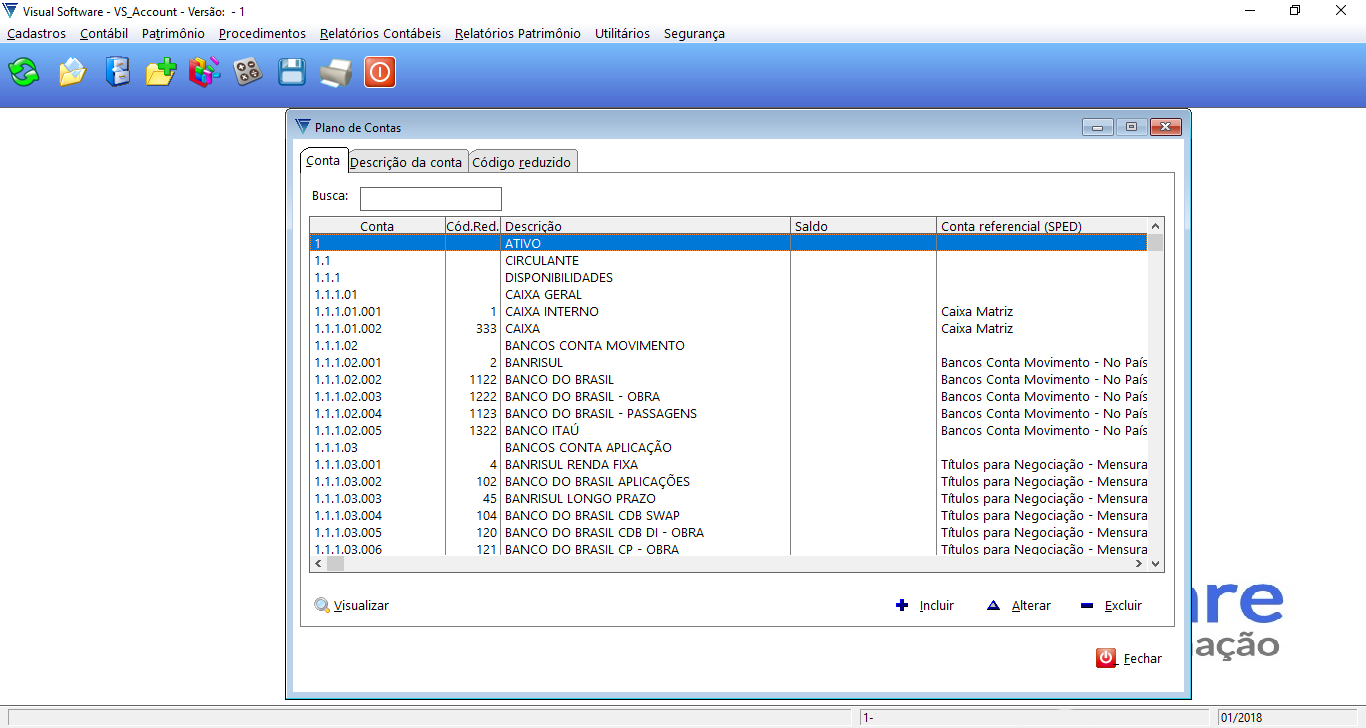 Visual Software - VS_Account - Versão: - 1
Cadastros Contábil Patrimônio Procedimentos Relatórios Contábeis Relatórios Patrimônio Utilitários Segurança
Plano de Contas
Conta Descrição da conta Código reduzido
Busca:
Conta Cód.Red. Descrição Saldo Conta referencial (SPED)
1 ATIVO
1.1 CIRCULANTE
1.1.1 DISPONIBILIDADES
1.1.1.01 CAIXA GERAL
1.1.1.01.001 1 CAIXA INTERNO Caixa Matriz
1.1.1.01.002 333 CAIXA Caixa Matriz
1.1.1.02 BANCOS CONTA MOVIMENTO
1.1.1.02.001 2 BANRISUL Bancos Conta Movimento - No País
1.1.1.02.002 1122 BANCO DO BRASIL Bancos Conta Movimento - No País
1.1.1.02.003 1222 BANCO DO BRASIL - OBRA Bancos Conta Movimento - No País
1.1.1.02.004 1123 BANCO DO BRASIL - PASSAGENS Bancos Conta Movimento - No País
1.1.1.02.005 1322 BANCO ITAÚ Bancos Conta Movimento - No País
1.1.1.03 BANCOS CONTA APLICAÇÃO
1.1.1.03.001 4 BANRISUL RENDA FIXA Títulos para Negociação - Mensura
1.1.1.03.002 102 BANCO DO BRASIL APLICAÇÕES Títulos para Negociação - Mensura
1.1.1.03.003 45 BANRISUL LONGO PRAZO Títulos para Negociação - Mensura
1.1.1.03.004 104 BANCO DO BRASIL CDB SWAP Títulos para Negociação - Mensura
1.1.1.03.005 120 BANCO DO BRASIL CDB DI - OBRA Títulos para Negociação - Mensura
1.1.1.03.006 121 BANCO DO BRASIL CP - OBRA Títulos para Negociação - Mensura
Visualizar Incluir Alterar Excluir
are
ação
Fechar
1- 01/2018